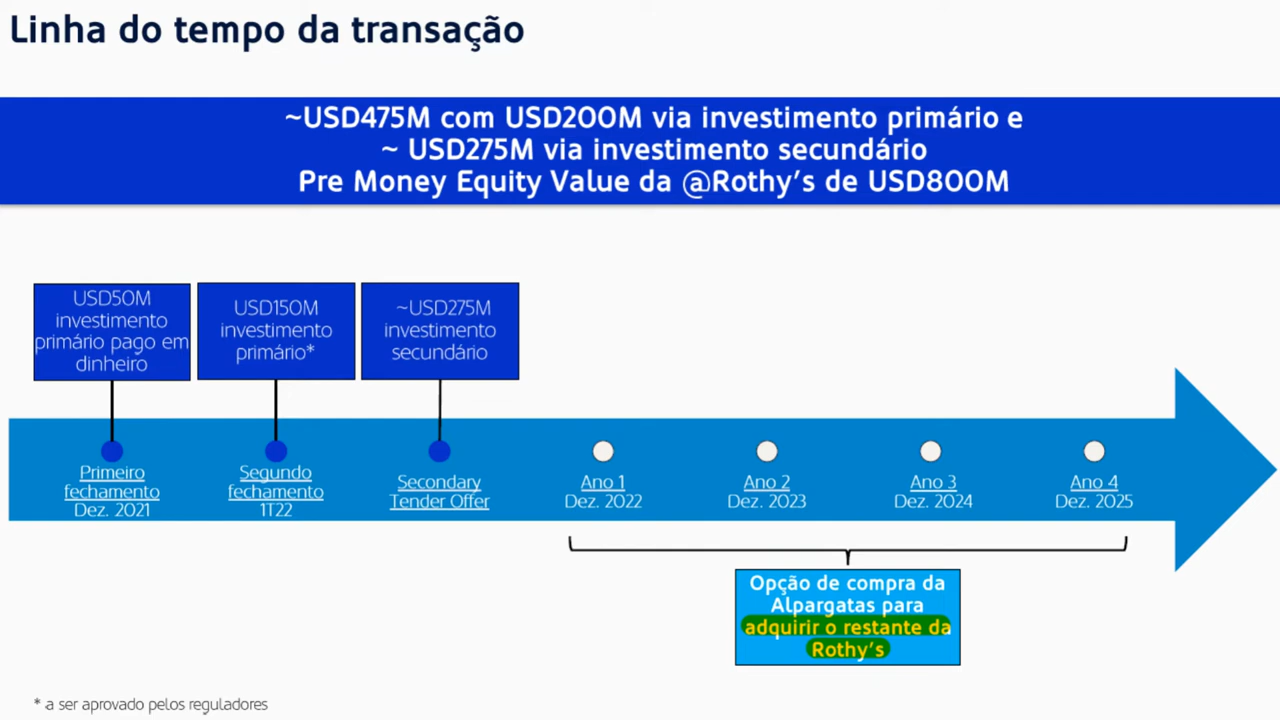 Linha do tempo da transação
~USD475M com USD200M via investimento primário e
~ USD275M via investimento secundário
Pre Money Equity Value da @Rothy's de USD800M
USD50M
investimento
primário pago em
dinheiro
USD150M
investimento
primário*
~USD275M
investimento
secundário
Primeiro
fechamento
Dez. 2021
Segundo
fechamento
1T22
Secondary
Tender Offer
Ano 1
Dez. 2022
Ano 2
Dez. 2023
Ano 3
Dez. 2024
Ano 4
Dez. 2025
Opção de compra da
Alpargatas para
adquirir o restante da
Rothy's
* a ser aprovado pelos reguladores